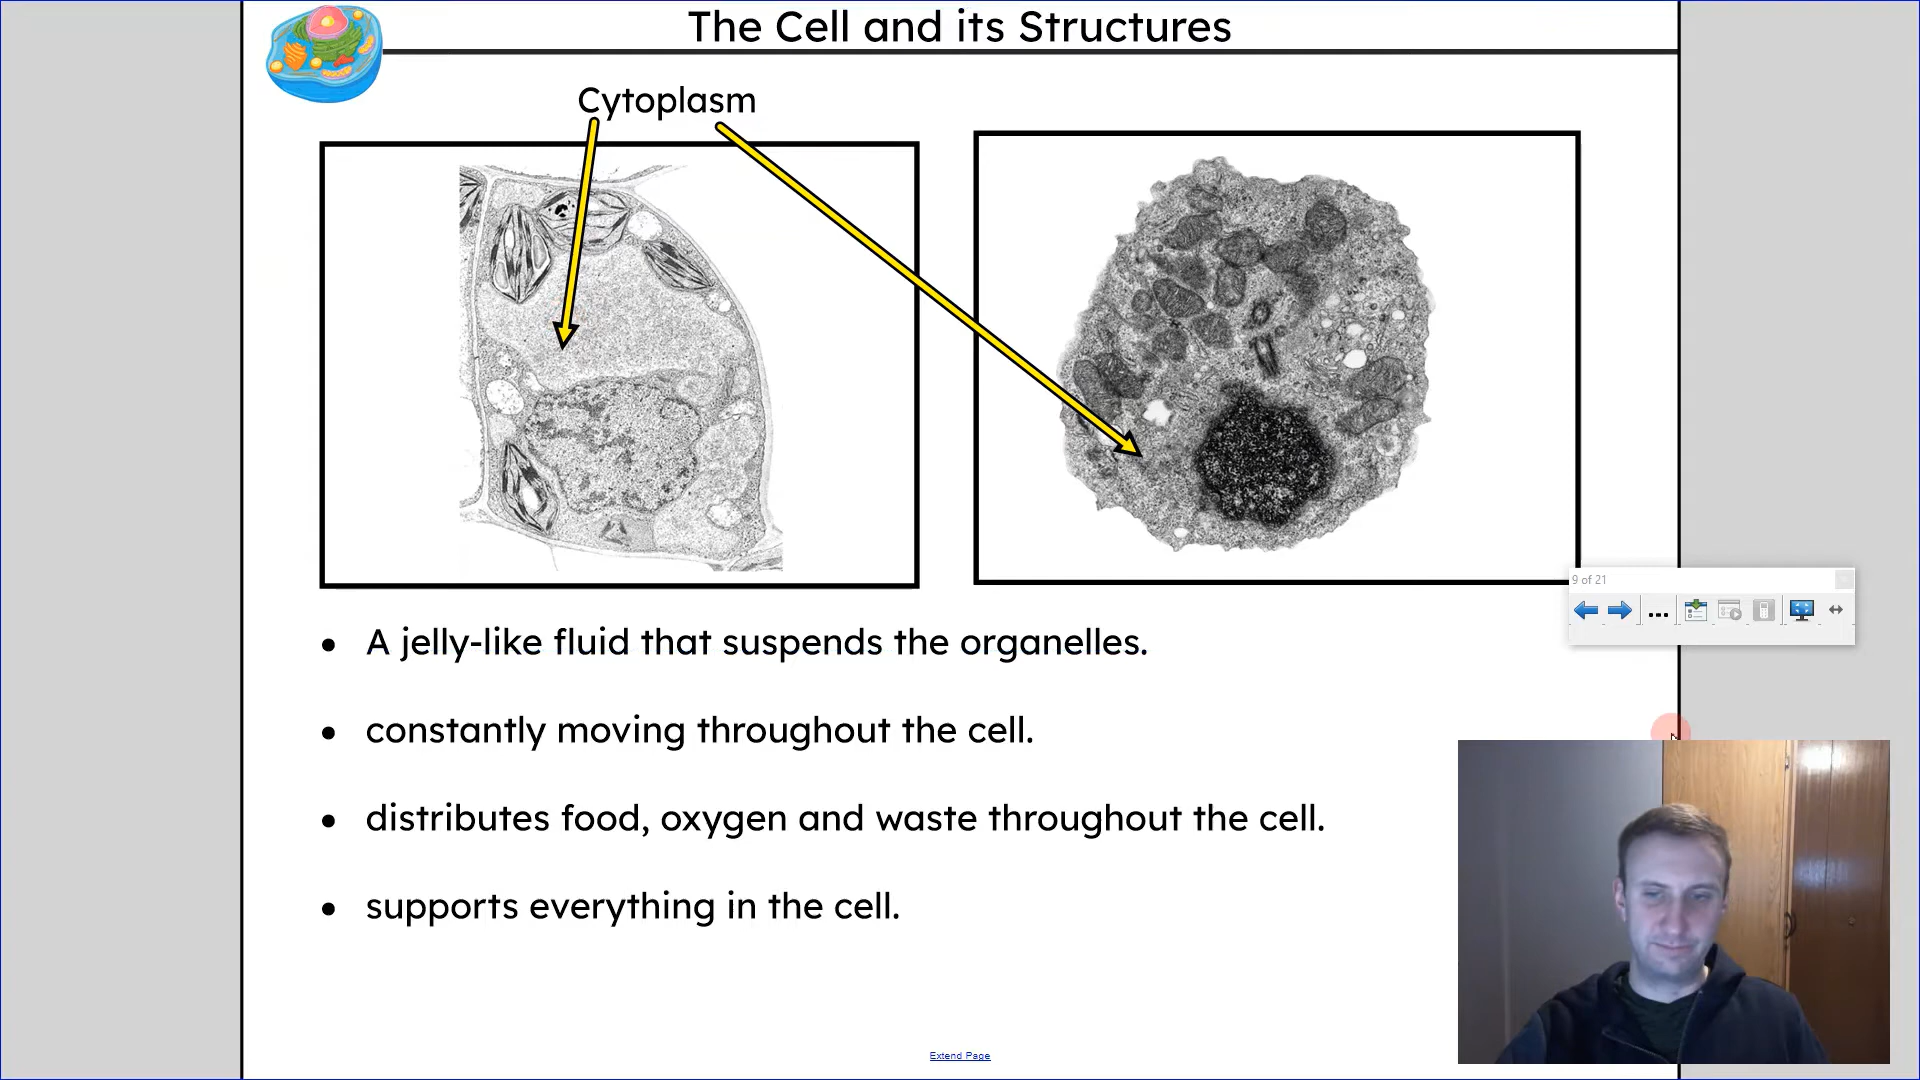 The Cell and its Structures
Cytoplasm
9 of 21
• A jelly-like fluid that suspends the organelles.
• constantly moving throughout the cell.
• distributes food, oxygen and waste throughout the cell.
• supports everything in the cell.
Extend Page